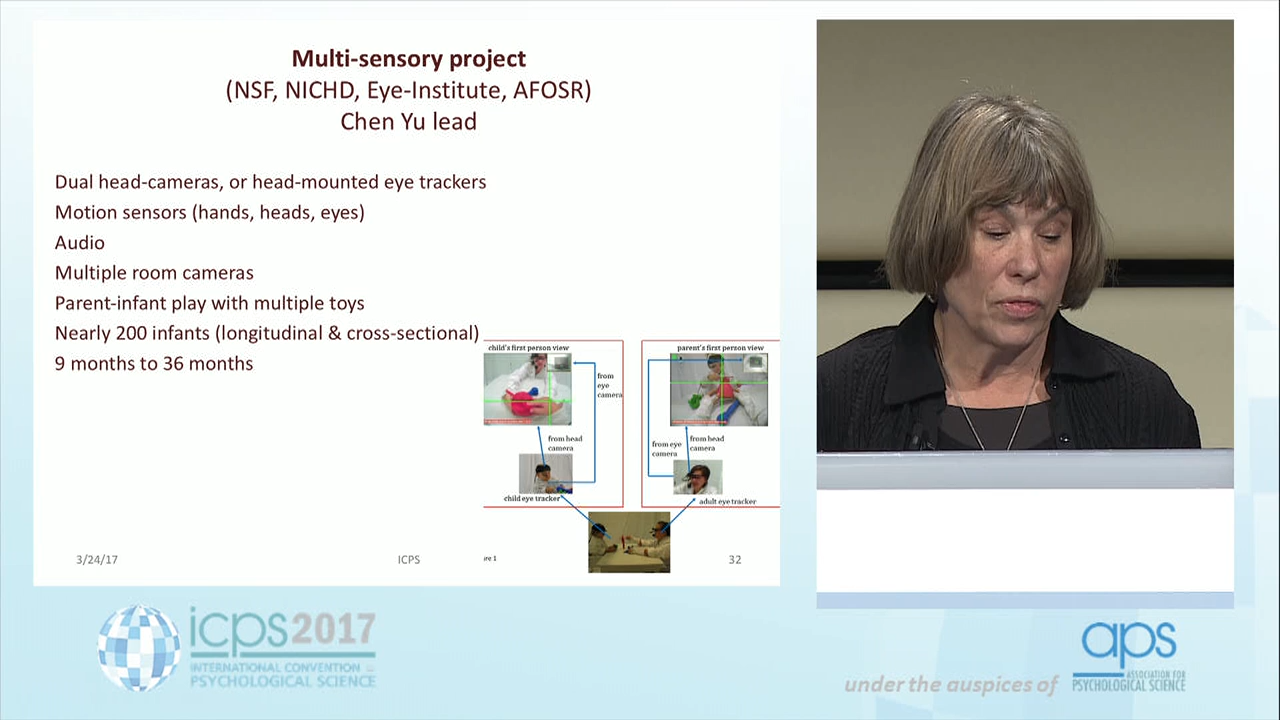 Multi-sensory project
(NSF, NICHD, Eye-Institute, AFOSR)
Chen Yu lead
Dual head-cameras, or head-mounted eye trackers
Motion sensors (hands, heads, eyes)
Audio
Multiple room cameras
Parent-infant play with multiple toys
Nearly 200 infants (longitudinal & cross-sectional)
9 months to 36 months
child's first person view
from
eye
camera
from head
camera
child eye tracker
parent's first person view
from eye
camera
from head
camera
adult eye tracker
3/24/17
ICPS
ure 1
32
icps2017
INTERNATIONAL CONVENTION
PSYCHOLOGICAL SCIENCE
under the auspices of
aps
ASSOCIATION FOR
PSYCHOLOGICAL SCIENCE